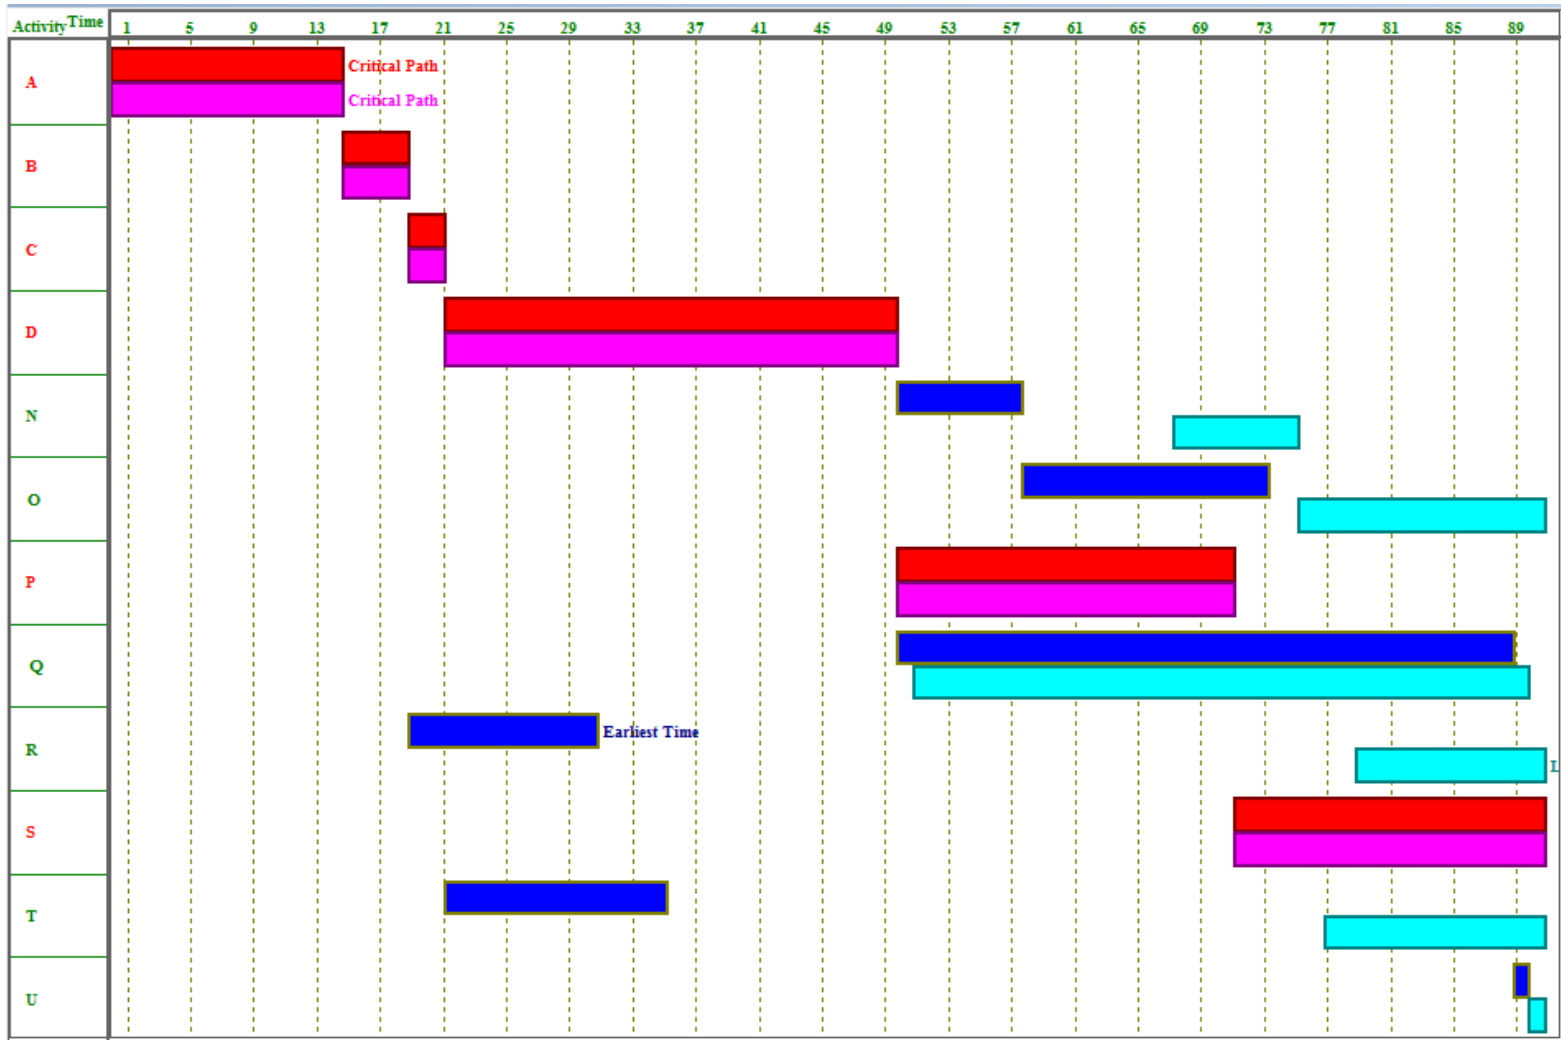 Activity Time 1 5 9 13 17 21 25 29 33 37 41 45 49 53 57 61 65 69 73 77 81 85 89
A Critical Path
Critical Path
B
C
D
N
O
P
Q
R Earliest Time
L
S
T
U